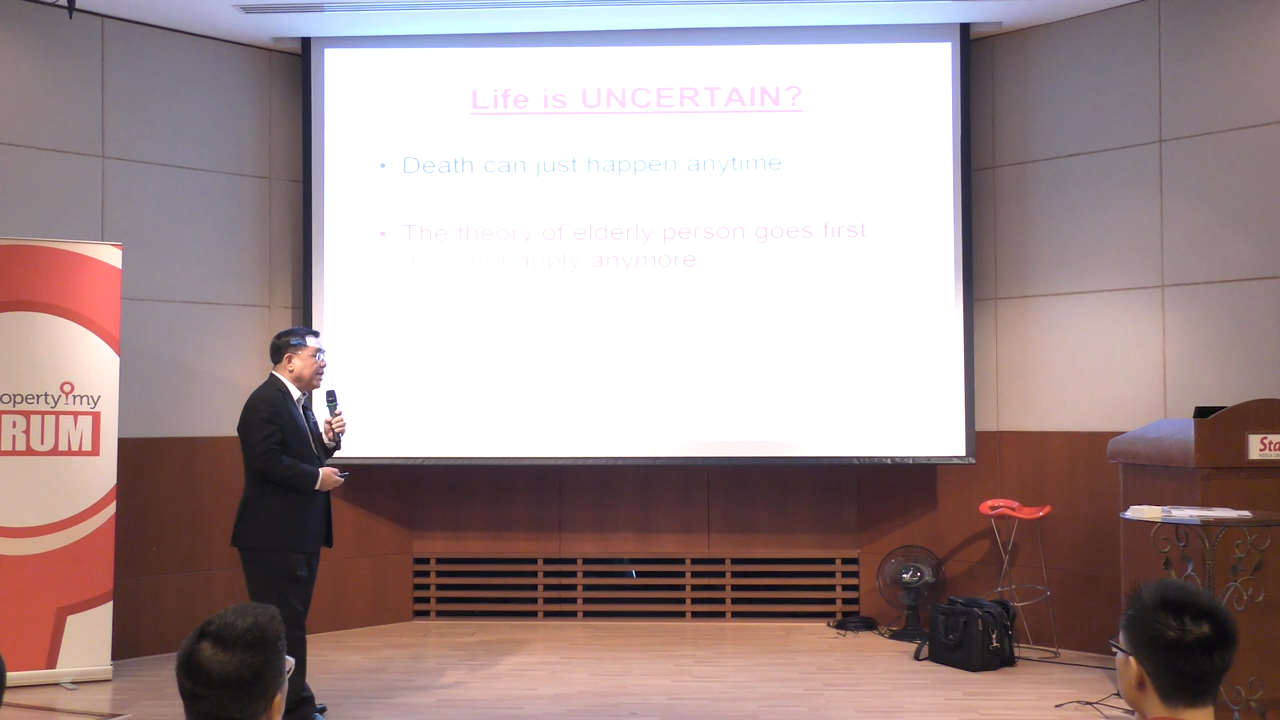 Life is UNCERTAIN?
• Death can just happen anytime
• The theory of elderly person goes first
apply anymore
operty my
RUM
Sta